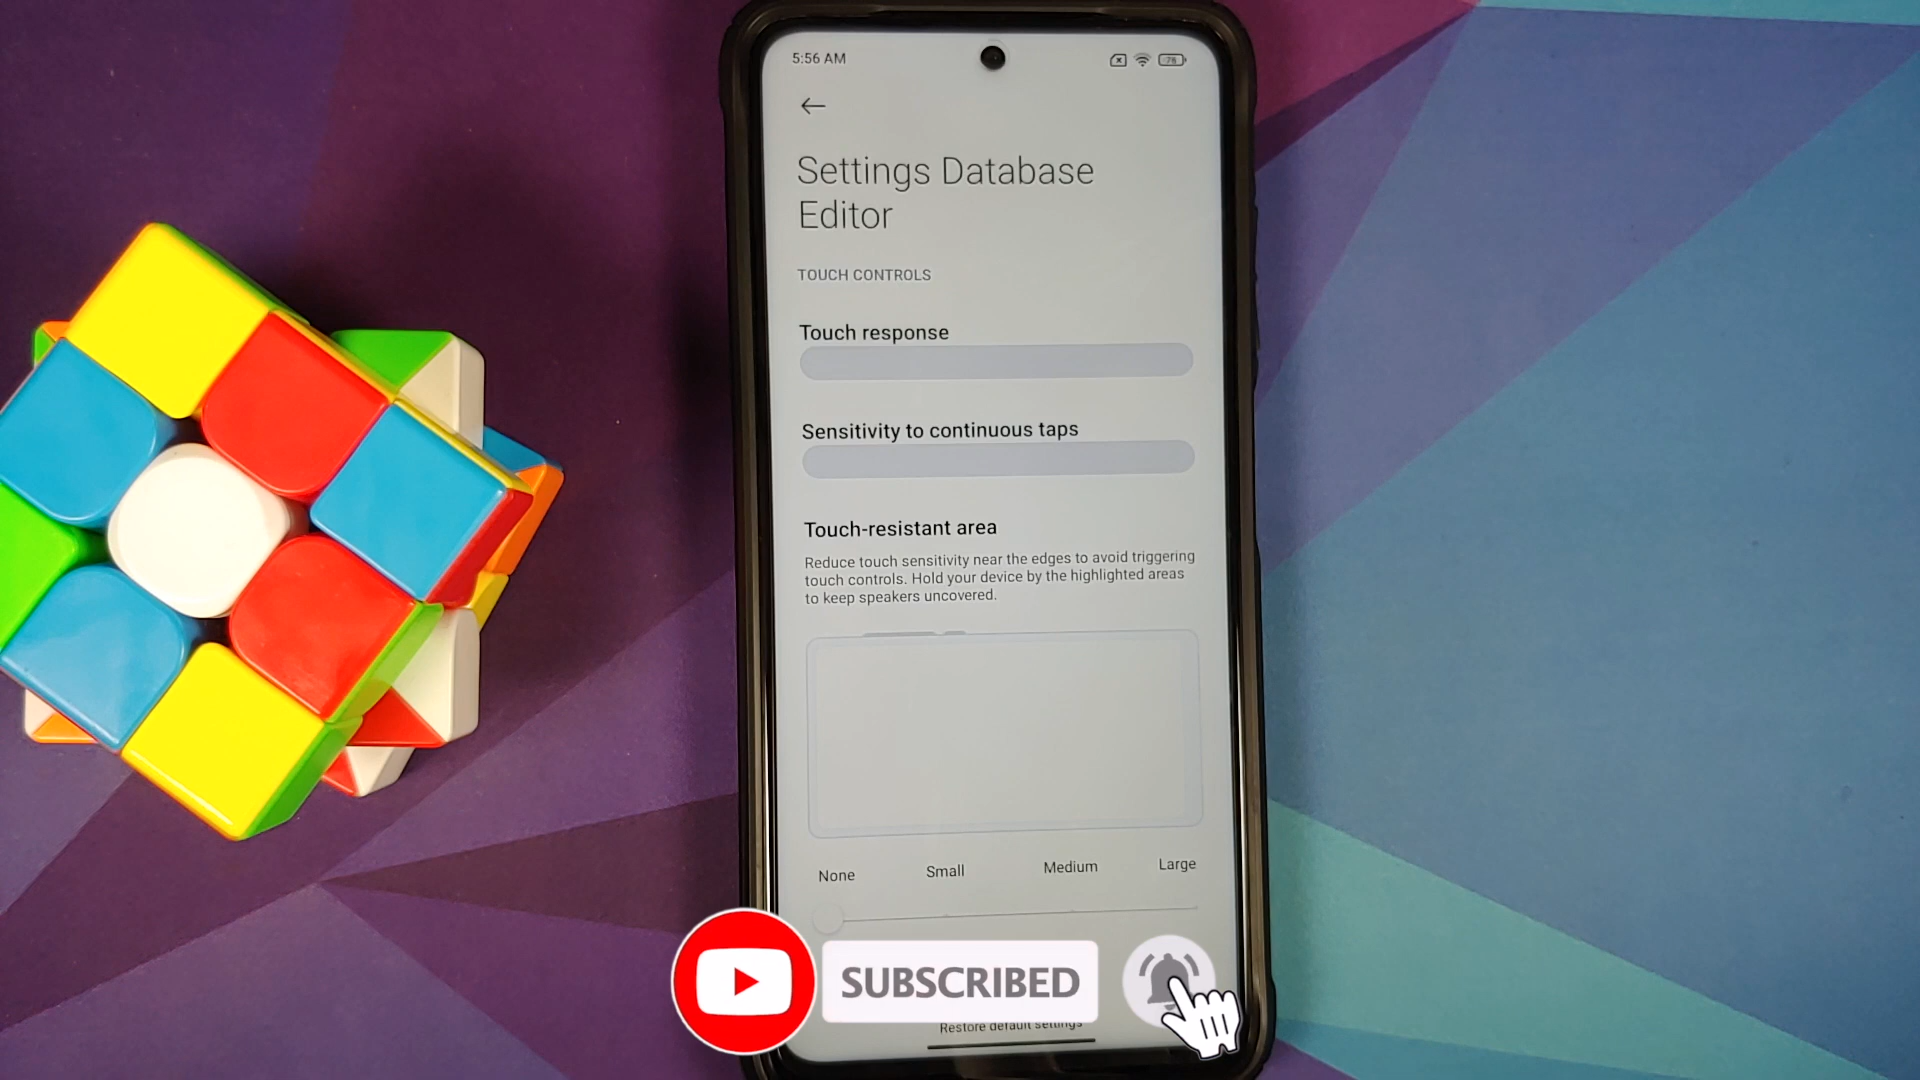 5:56 AM
78
Settings Database
Editor
TOUCH CONTROLS
Touch response
Sensitivity to continuous taps
Touch-resistant area
Reduce touch sensitivity near the edges to avoid triggering
touch controls. Hold your device by the highlighted areas
to keep speakers uncovered.
None Small Medium Large
SUBSCRIBED
Restore default settings